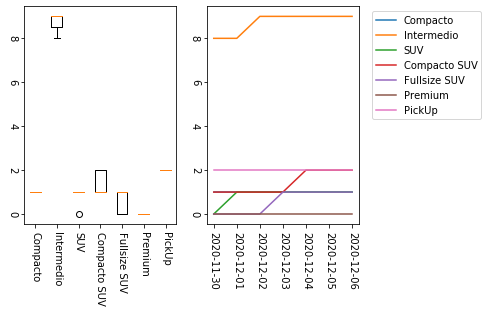 8
6
4
2
0
Compacto
Intermedio
SUV
Compacto SUV
Fullsize SUV
Premium
PickUp
8
6
4
2
0
2020-11-30
2020-12-01
2020-12-02
2020-12-03
2020-12-04
2020-12-05
2020-12-06
Compacto
Intermedio
SUV
Compacto SUV
Fullsize SUV
Premium
PickUp